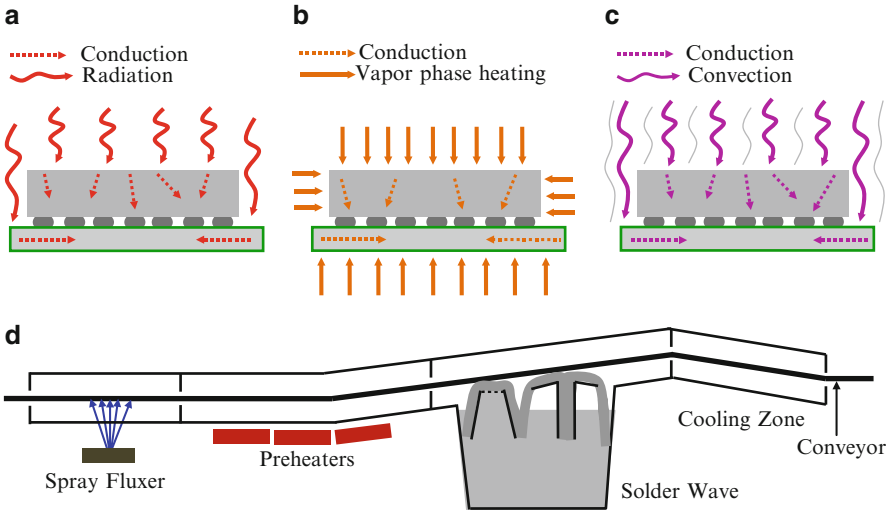 a
Conduction
Radiation
b
Conduction
Vapor phase heating
c
Conduction
Convection
d
Spray Fluxer
Preheaters
Solder Wave
Cooling Zone
Conveyor